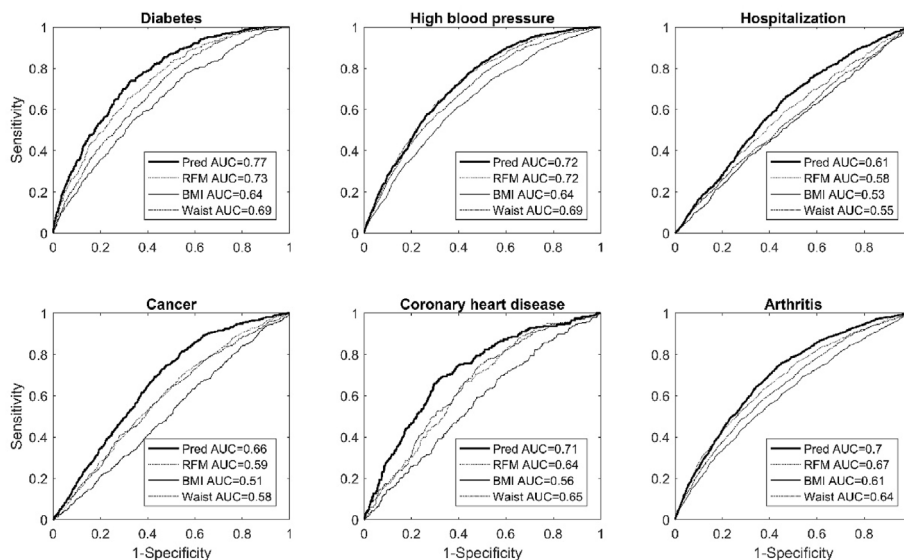 Diabetes
1
0.8
0.6
0.4
0.2
0
Sensitivity
Pred AUC=0.77
RFM AUC=0.73
BMI AUC=0.64
Waist AUC=0.69
0 0.2 0.4 0.6 0.8 1
High blood pressure
1
0.8
0.6
0.4
0.2
0
Pred AUC=0.72
RFM AUC=0.72
BMI AUC=0.64
Waist AUC=0.69
0 0.2 0.4 0.6 0.8 1
Hospitalization
1
0.8
0.6
0.4
0.2
0
Pred AUC=0.61
RFM AUC=0.58
BMI AUC=0.53
Waist AUC=0.55
0 0.2 0.4 0.6 0.8
Cancer
1
0.8
0.6
0.4
0.2
0
Sensitivity
Pred AUC=0.66
RFM AUC=0.59
BMI AUC=0.51
Waist AUC=0.58
0 0.2 0.4 0.6 0.8 1
1-Specificity
Coronary heart disease
1
0.8
0.6
0.4
0.2
0
Pred AUC=0.71
RFM AUC=0.64
BMI AUC=0.56
Waist AUC=0.65
0 0.2 0.4 0.6 0.8 1
1-Specificity
Arthritis
1
0.8
0.6
0.4
0.2
0
Pred AUC=0.7
RFM AUC=0.67
BMI AUC=0.61
Waist AUC=0.64
0 0.2 0.4 0.6 0.8
1-Specificity